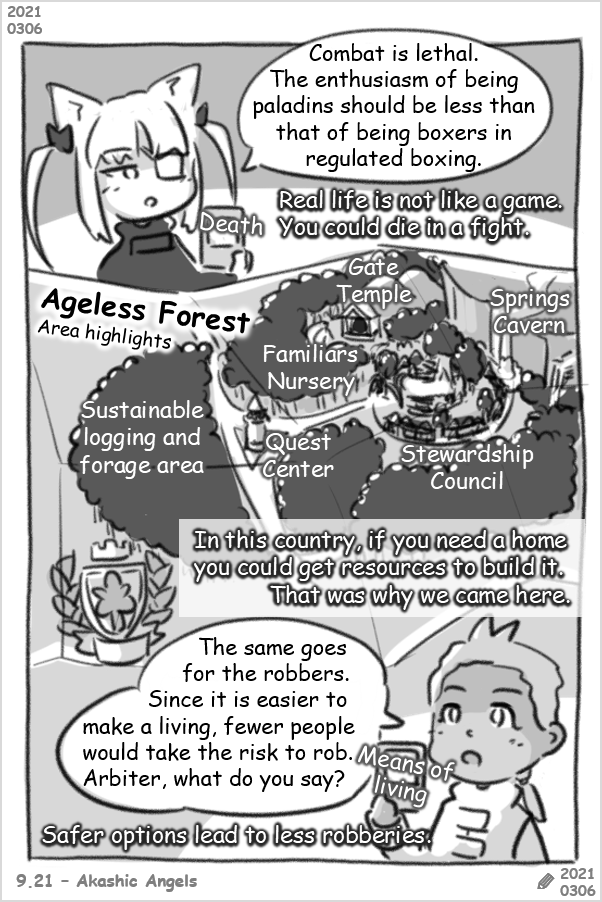 2021
0306
Combat is lethal.
The enthusiasm of being
paladins should be less than
that of being boxers in
regulated boxing.
Death
Real life is not like a game.
You could die in a fight.
Ageless Forest
Area highlights
Gate
Temple
Springs
Cavern
Familiars
Nursery
Sustainable
logging and
forage area
Quest
Center
Stewardship
Council
In this country, if you need a home
you could get resources to build it.
That was why we came here.
The same goes
for the robbers.
Since it is easier to
make a living, fewer people
would take the risk to rob.
Arbiter, what do you say?
Means of
living
Safer options lead to less robberies.
9.21 – Akashic Angels
2021
0306